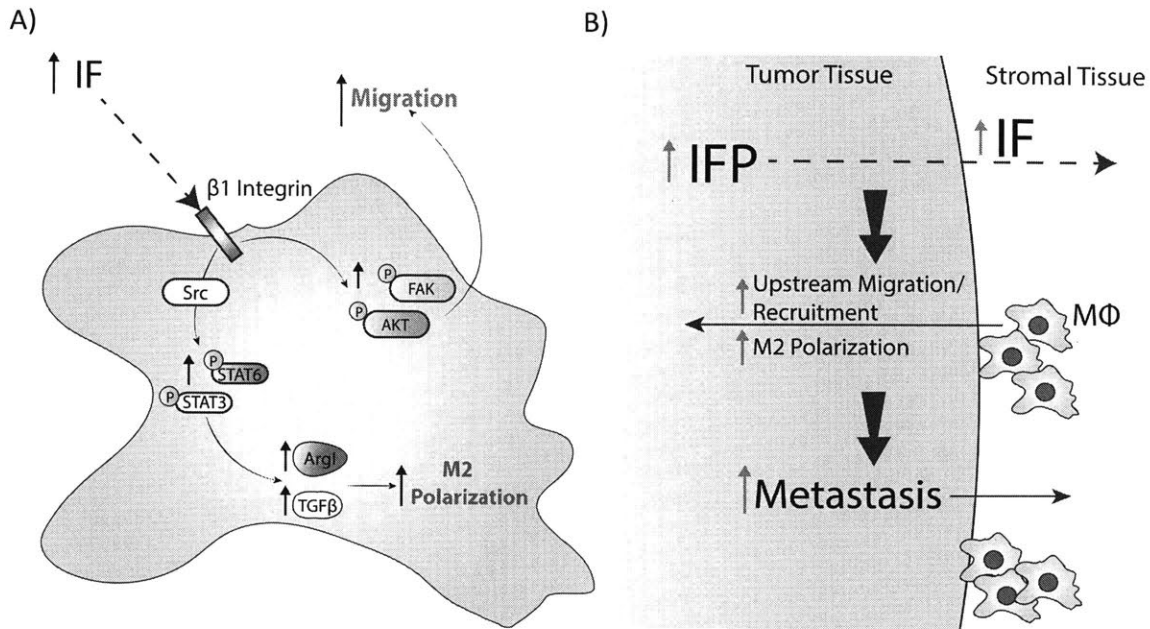 A)
IF
Migration
β1 Integrin
Src
P
FAK
P
AKT
P
STAT6
P
STAT3
ArgI
TGFβ
M2
Polarization
B)
Tumor Tissue
Stromal Tissue
IFP
IF
Upstream Migration/
Recruitment
MΦ
M2 Polarization
Metastasis